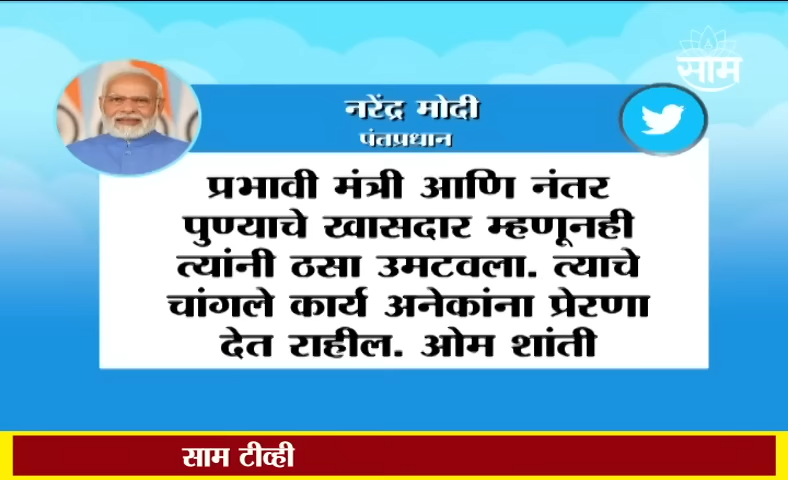 साम
नरेंद्र मोदी
पंतप्रधान
प्रभावी मंत्री आणि नंतर
पुण्याचे खासदार म्हणूनही
त्यांनी ठसा उमटवला. त्याचे
चांगले कार्य अनेकांना प्रेरणा
देत राहील. ओम शांती
साम टीव्ही